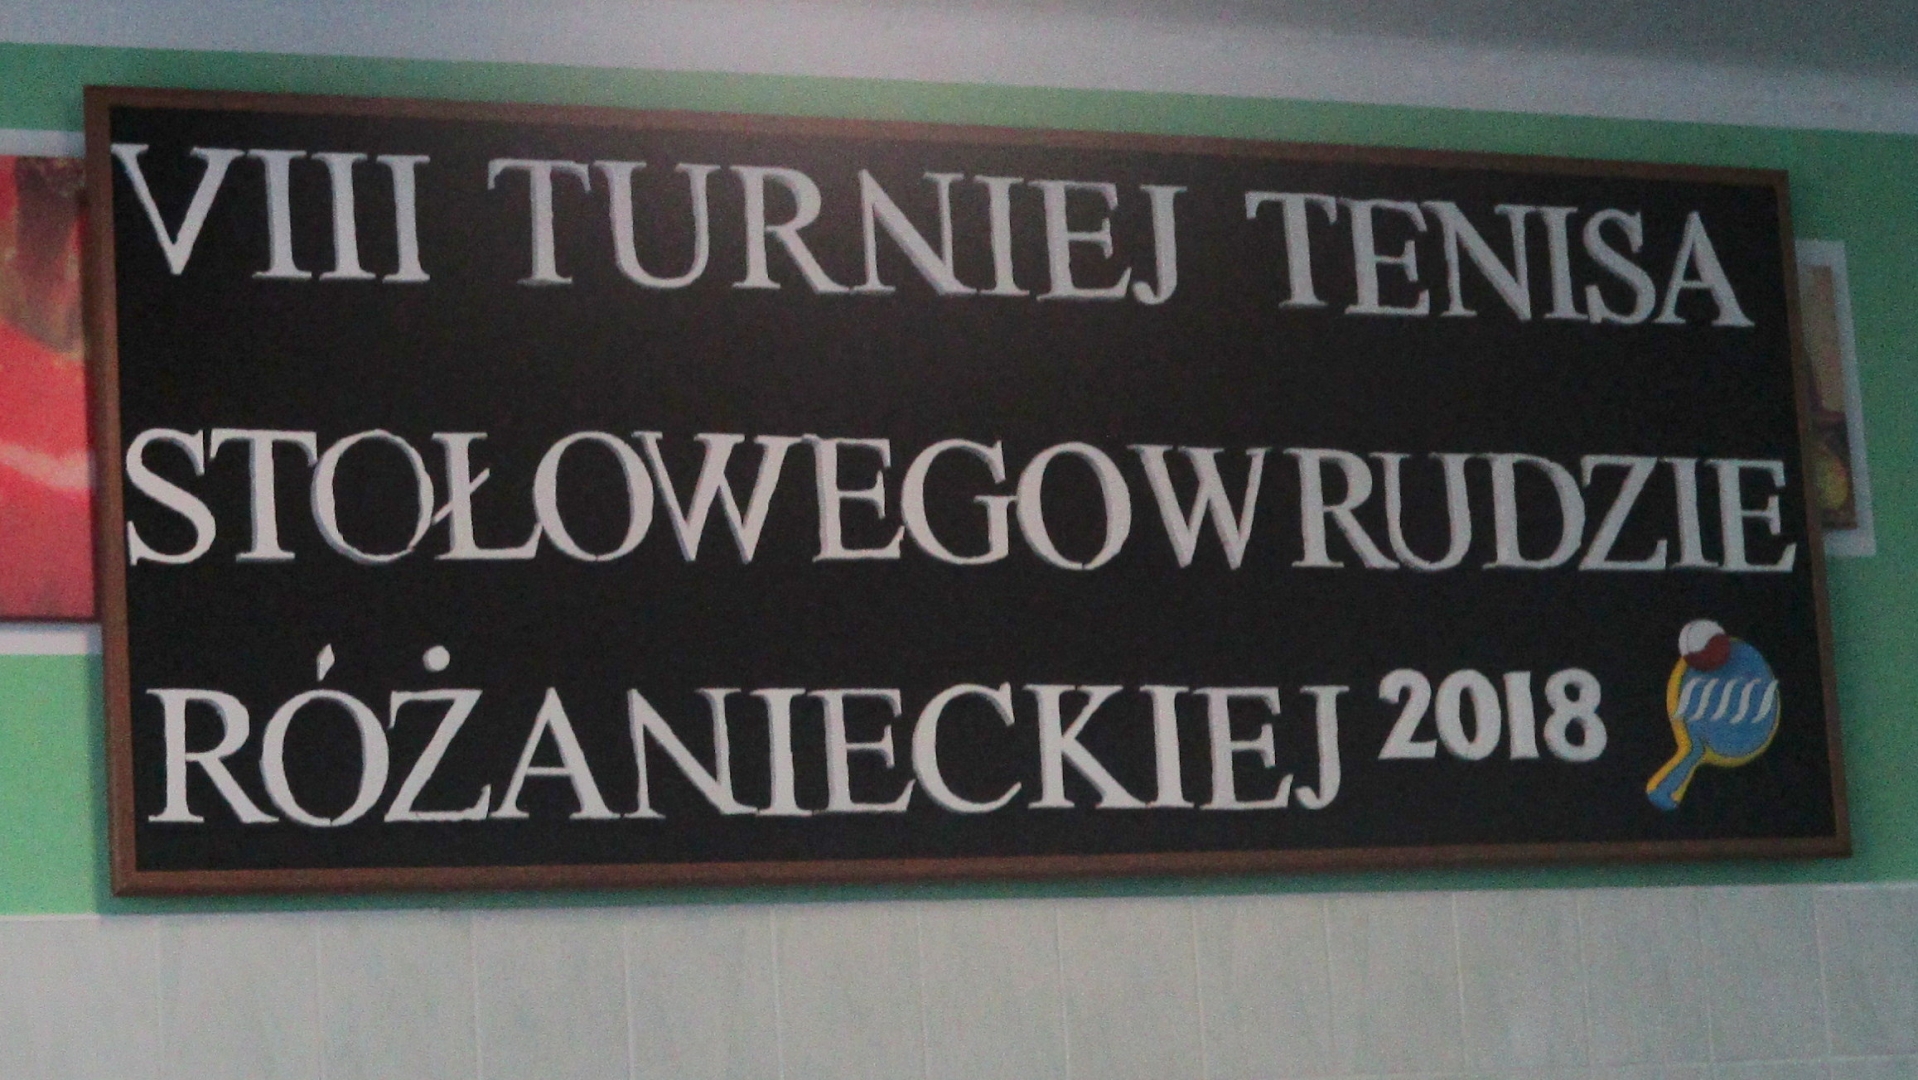 VIII TURNIEJ TENISA
STOŁOWEGO W RUDZIE
RÓŻANIECKIEJ 2018